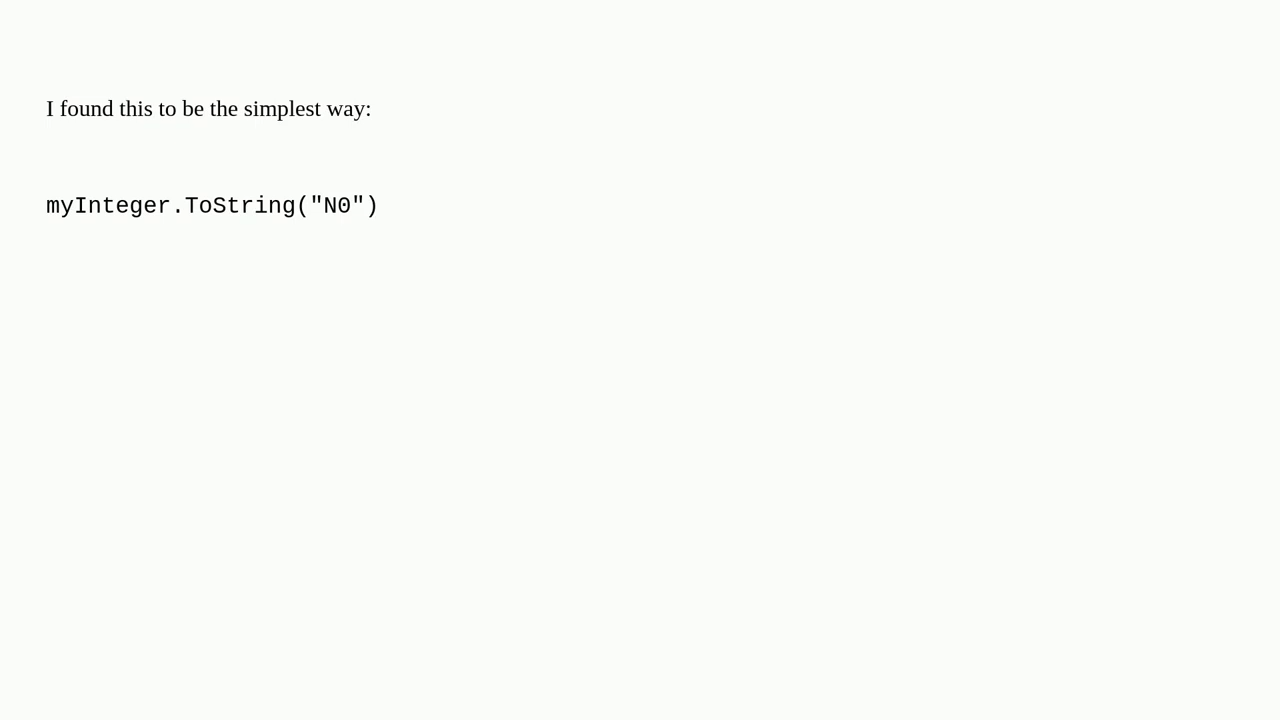 I found this to be the simplest way:
myInteger.ToString("N0")